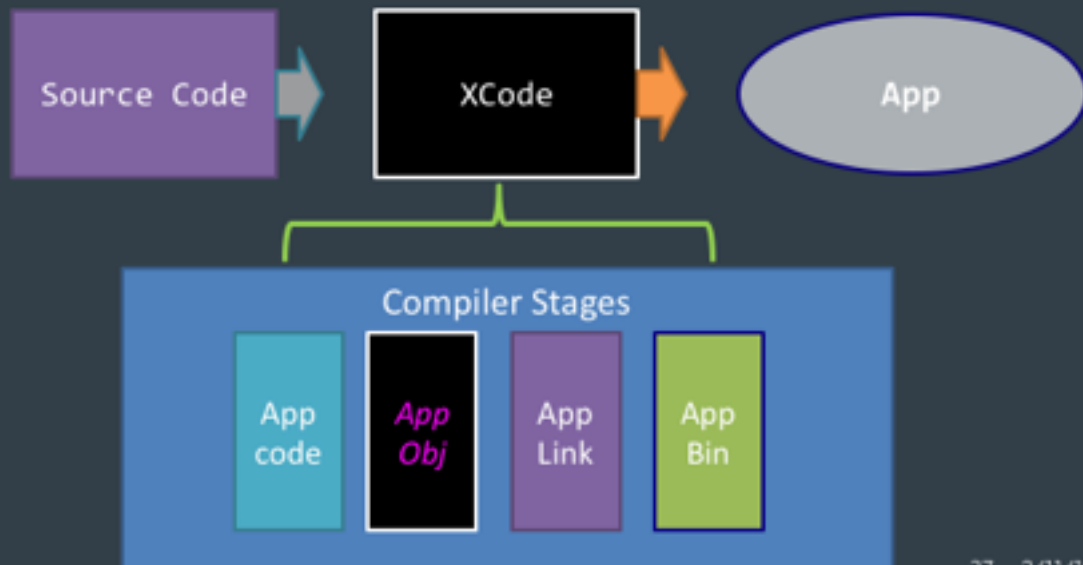 Source Code
XCode
App
Compiler Stages
App
code
App
Obj
App
Link
App
Bin